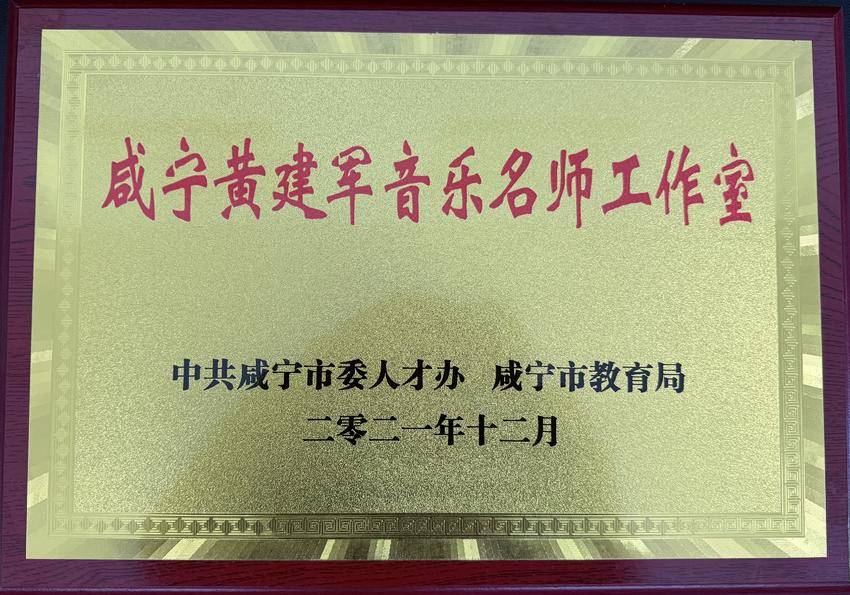 咸宁黄建军音乐名师工作室
中共咸宁市委人才办 咸宁市教育局
二零二一年十二月